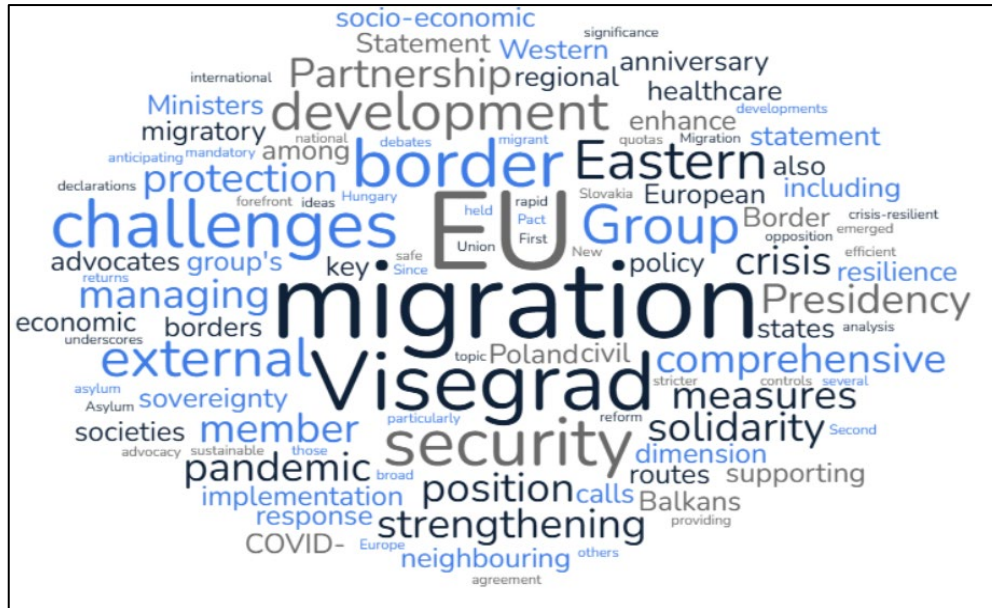 socio-economic
significance
Statement Western
international Partnership regional anniversary
Ministers development healthcare
migratory enhance developments
national debates migrant quotas Migration statement
anticipating mandatory among border Eastern also
declarations protection Hungary Slovakia European including
forefront ideas EU held rapid
challenges Pact Group Border crisis-resilient
Union First opposition emerged
advocates group's safe New policy crisis efficient
returns key Since resilience
managing migration Presidency
economic borders states analysis
underscores
external topic Poland civil comprehensive
asylum Visegrad stricter controls several
Asylum sovereignty measures
societies member particularly reform solidarity Second
advocacy sustainable those security dimension
pandemic broad routes supporting
implementation position calls Balkans
response strengthening providing
COVID- Europe neighbouring others
agreement